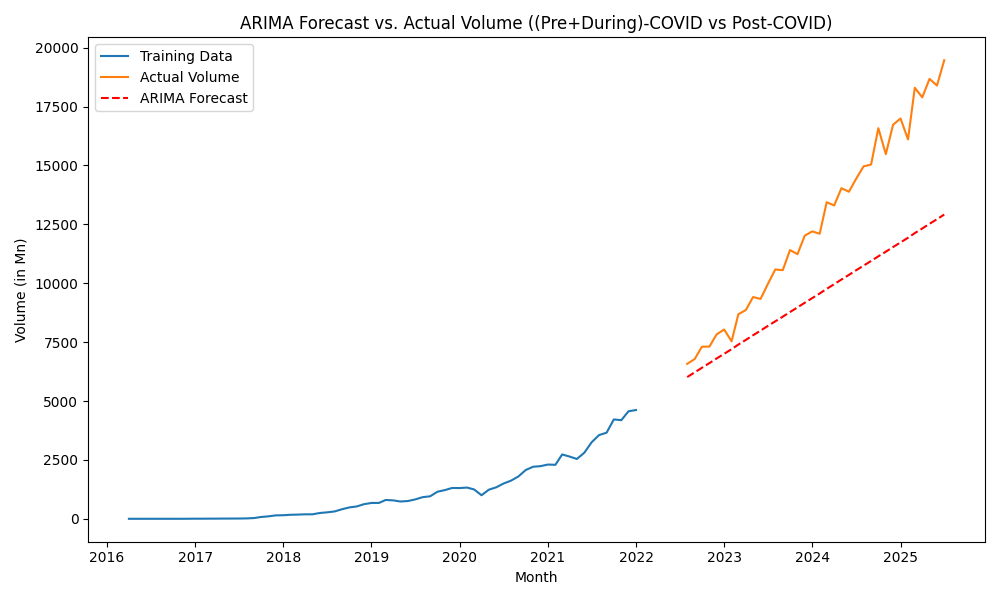 ARIMA Forecast vs. Actual Volume ((Pre+During)-COVID vs Post-COVID)
Training Data
Actual Volume
ARIMA Forecast
20000
17500
15000
12500
10000
7500
5000
2500
0
Volume (in Mn)
2016 2017 2018 2019 2020 2021 2022 2023 2024 2025
Month